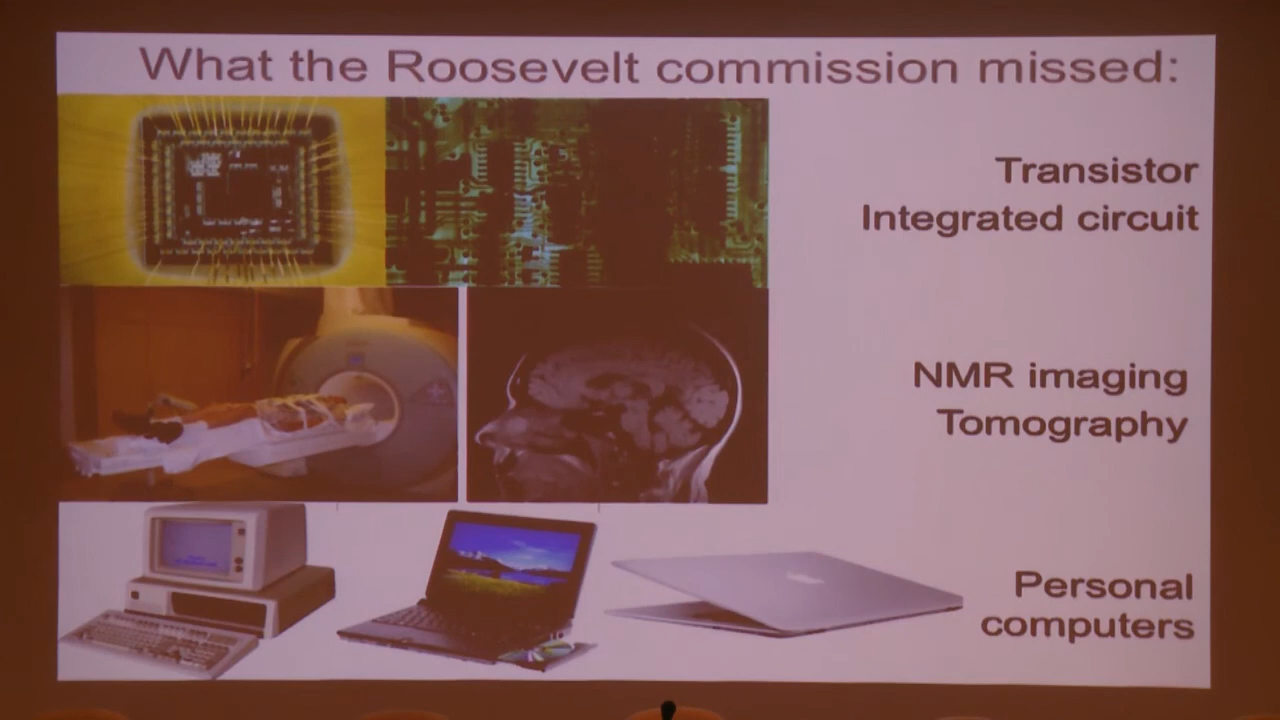 What the Roosevelt commission missed:
Transistor
Integrated circuit
NMR imaging
Tomography
Personal
computers